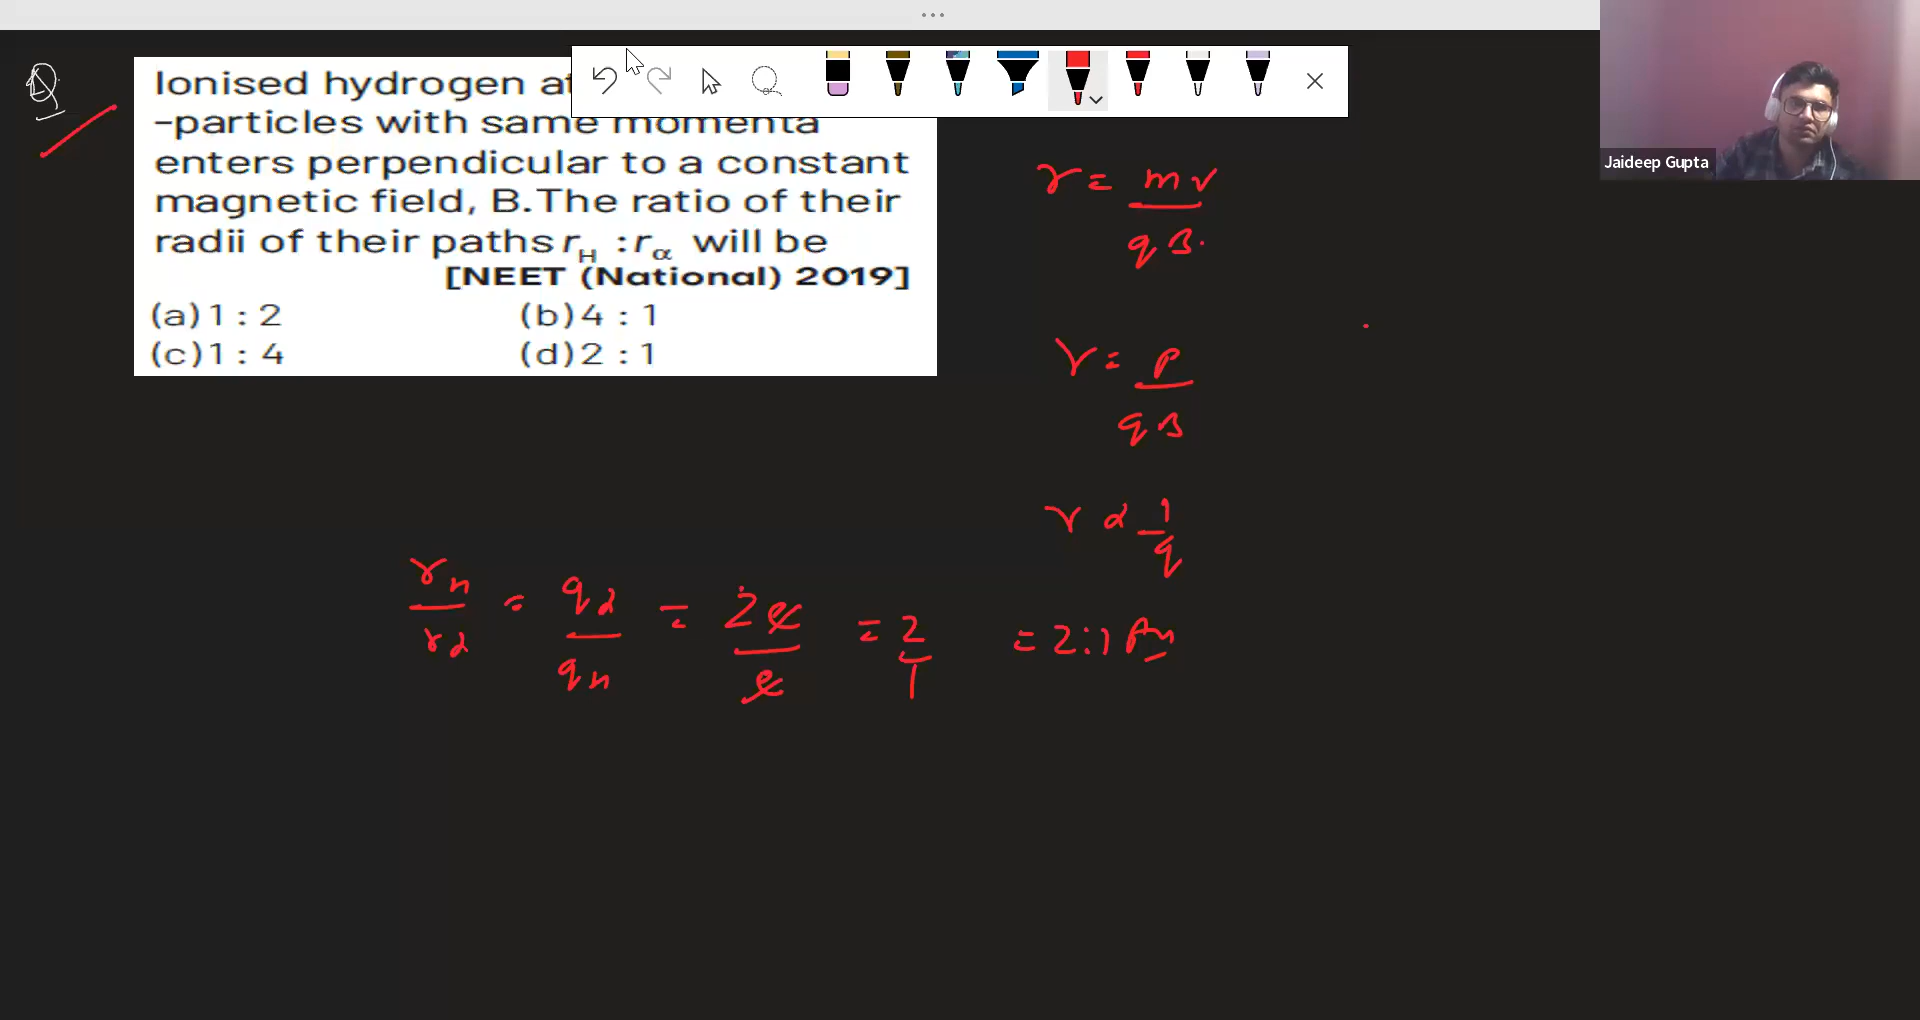 Q
Ionised hydrogen at
-particles with same momenta
enters perpendicular to a constant
magnetic field, B. The ratio of their
radii of their paths r_H : r_α will be
[NEET (National) 2019]
(a) 1 : 2 (b) 4 : 1
(c) 1 : 4 (d) 2 : 1
Jaideep Gupta
r = mv / qB.
r = p / qB
r α 1/q
r_H / r_α = q_α / q_H = 2e / e = 2/1 = 2:1 Ans